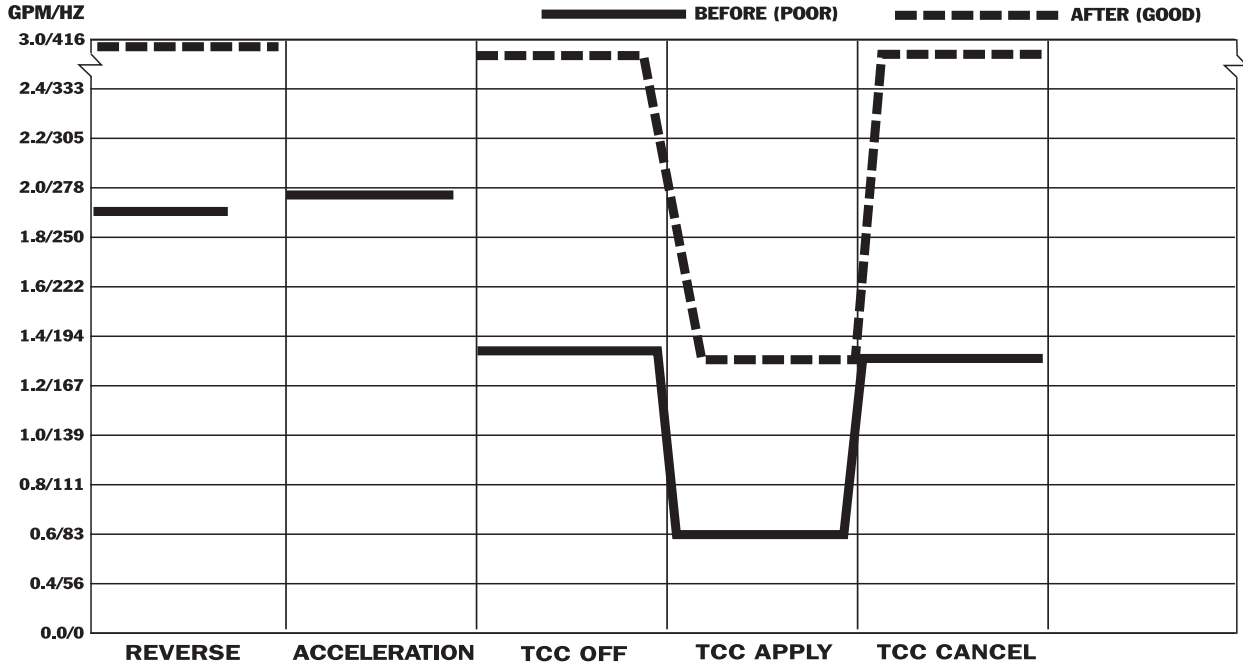 GPM/HZ
BEFORE (POOR)
AFTER (GOOD)
3.0/416
2.4/333
2.2/305
2.0/278
1.8/250
1.6/222
1.4/194
1.2/167
1.0/139
0.8/111
0.6/83
0.4/56
0.0/0
REVERSE
ACCELERATION
TCC OFF
TCC APPLY
TCC CANCEL